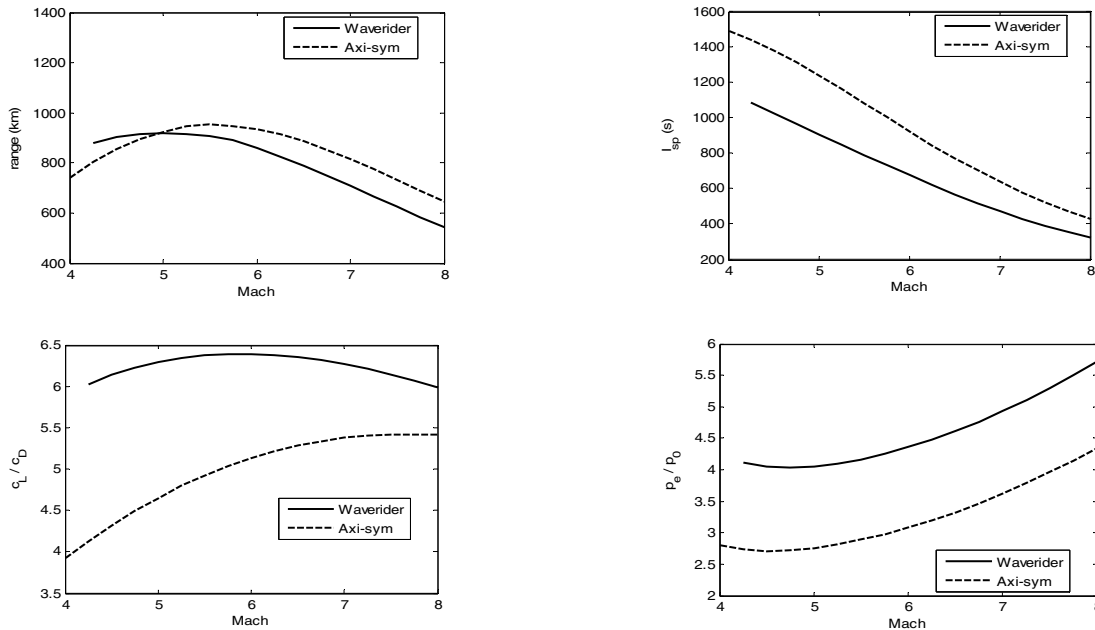 1400
1200
1000
800
600
400
range (km)
4 5 6 7 8
Mach
Waverider
Axi-sym
1600
1400
1200
1000
800
600
400
200
I_sp (s)
4 5 6 7 8
Mach
Waverider
Axi-sym
6.5
6
5.5
5
4.5
4
3.5
c_L / c_D
4 5 6 7 8
Mach
Waverider
Axi-sym
6
5.5
5
4.5
4
3.5
3
2.5
2
p_e / p_0
4 5 6 7 8
Mach
Waverider
Axi-sym